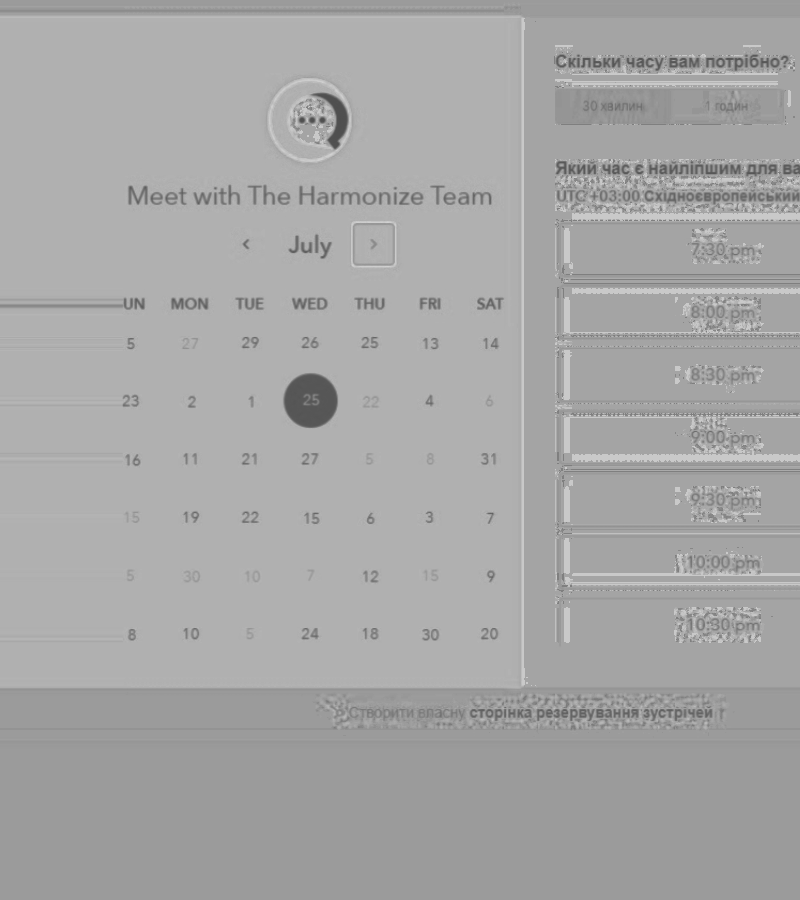 Meet with The Harmonize Team
July
UN MON TUE WED THU FRI SAT
5 27 29 26 25 13 14
23 2 1 25 22 4 6
16 11 21 27 5 8 31
15 19 22 15 6 3 7
5 30 10 7 12 15 9
8 10 5 24 18 30 20
Скільки часу вам потрібно?
30 хвилин 1 годин
Який час є найліпшим для ва
UTC +03:00 Східноєвропейський
7:30 pm
8:00 pm
8:30 pm
9:00 pm
9:30 pm
10:00 pm
10:30 pm
Створити власну сторінка резервування зустрічей